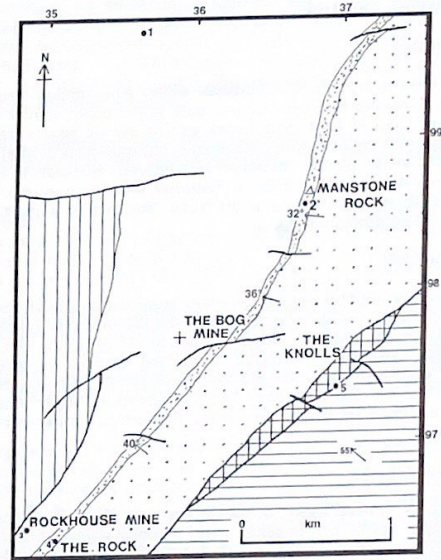 35 36 37
1
N
99
MANSTONE
2 ROCK
32°
98
36°
THE BOG
MINE
THE
KNOLLS
5
97
40°
55°
3 ROCKHOUSE MINE
4 THE ROCK
0 km 1